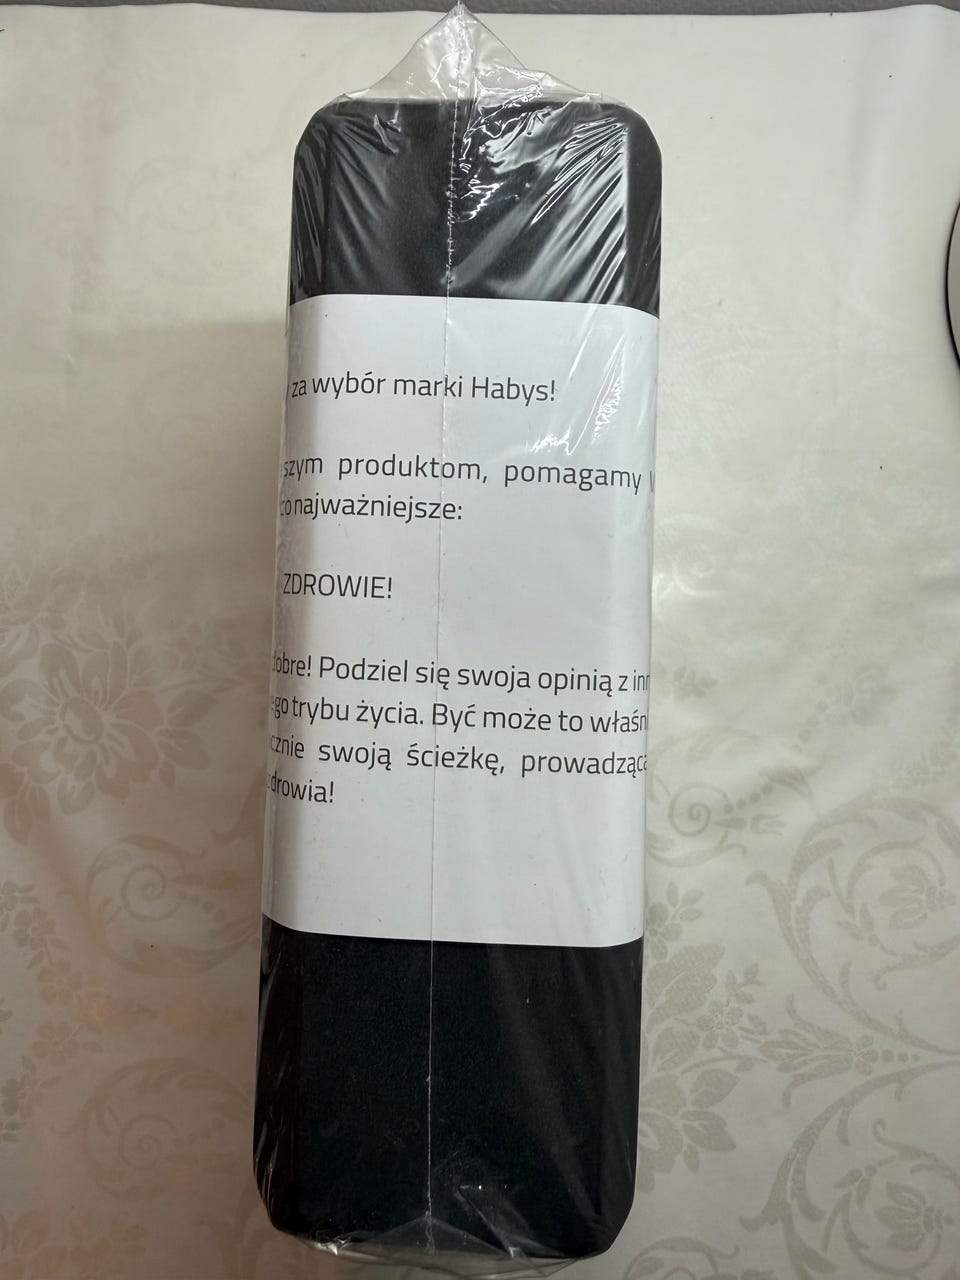 za wybór marki Habys!
szym produktom, pomagamy
co najważniejsze:
ZDROWIE!
dobre! Podziel się swoja opinią z inn
ego trybu życia. Być może to właśn
cznie swoją ścieżkę, prowadzącą
zdrowia!